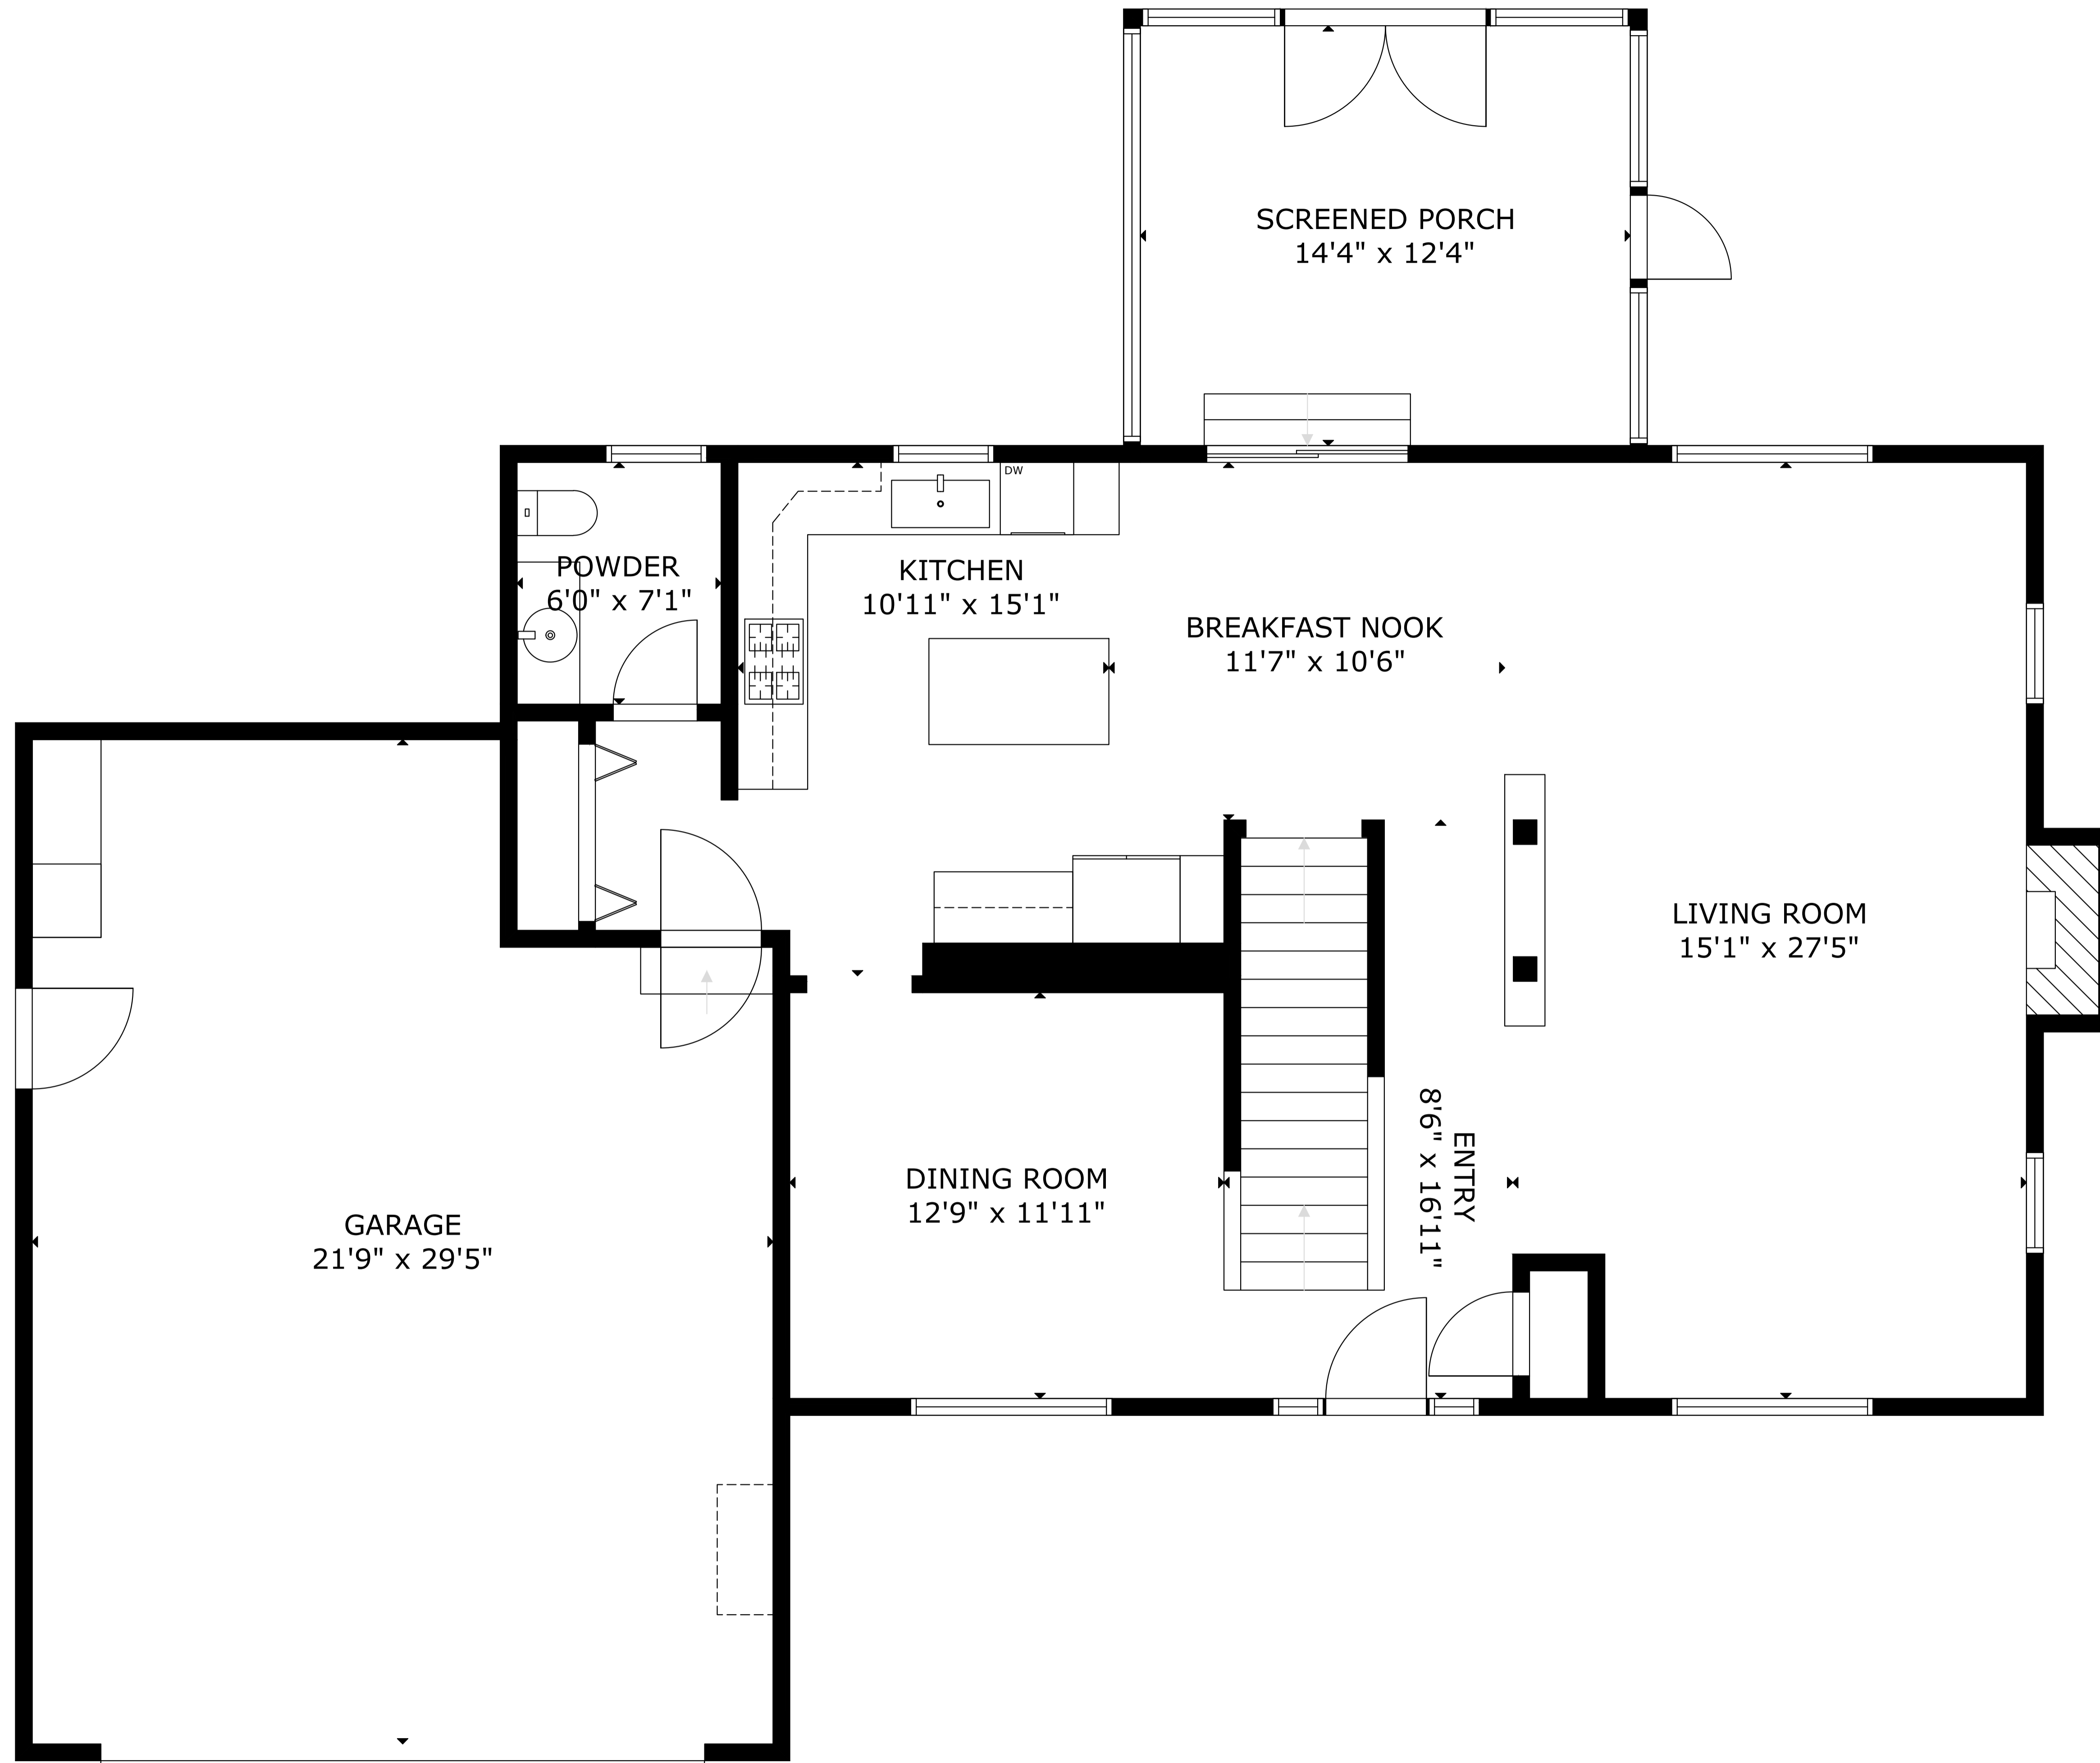 SCREENED PORCH
14'4" x 12'4"
DW
POWDER
6'0" x 7'1"
KITCHEN
10'11" x 15'1"
BREAKFAST NOOK
11'7" x 10'6"
LIVING ROOM
15'1" x 27'5"
ENTRY
8'6" x 16'11"
DINING ROOM
12'9" x 11'11"
GARAGE
21'9" x 29'5"